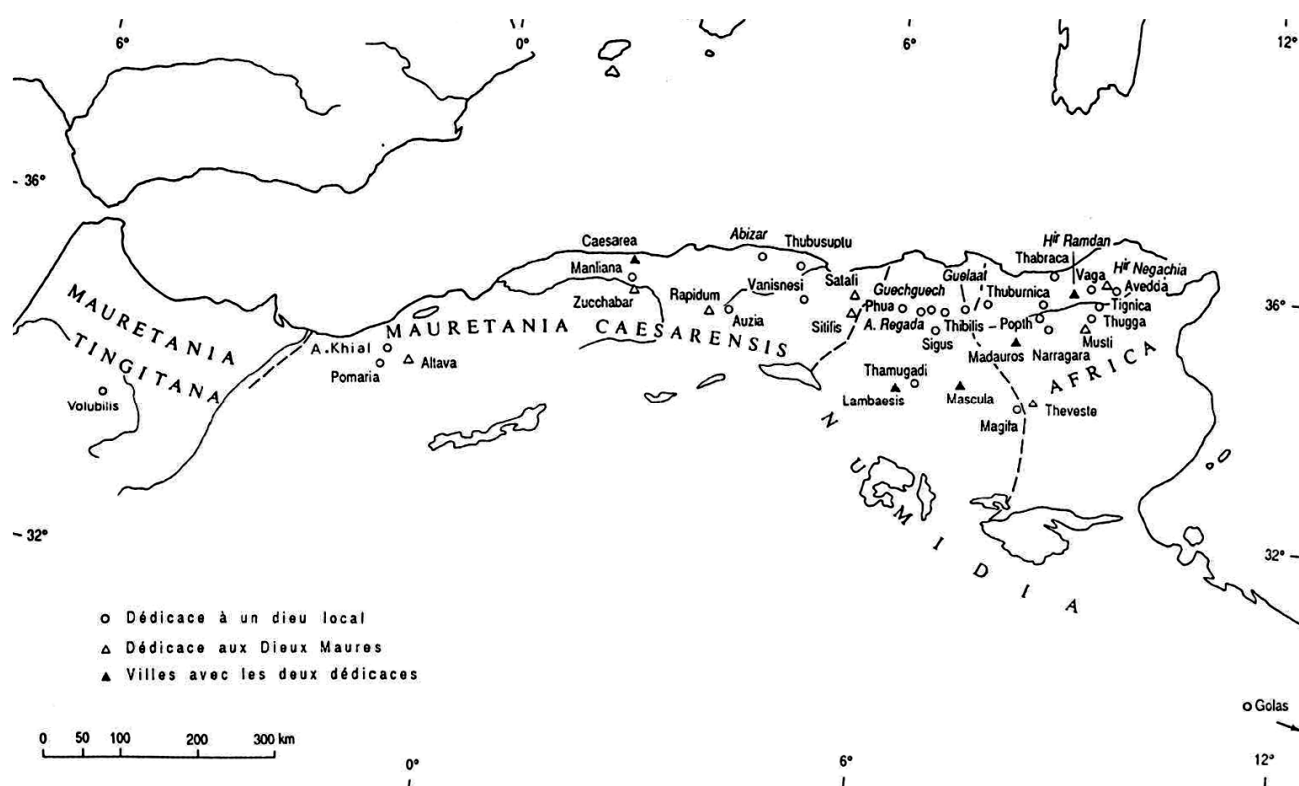 6°
0°
6°
12°
36°
36°
32°
32°
Caesarea
Manliana
Zucchabar
Abizar
Thubusuptu
Vanisnesi
Rapidum
Auzia
Satafi
Sitifis
Phua
Guechguech
A. Regada
Sigus
Thibilis
Guelaat
Thuburnica
Thabraca
Hir Ramdan
Vaga
Hir Negachia
Avedda
Tignica
Thugga
Musti
Popth
Madauros
Narragara
Thamugadi
Lambaesis
Mascula
Magifa
Theveste
MAURETANIA
TINGITANA
Volubilis
A. Khial
Pomaria
Altava
MAURETANIA CAESARENSIS
NUMIDIA
AFRICA
Golas
Dédicace à un dieu local
Dédicace aux Dieux Maures
Villes avec les deux dédicaces
0 50 100 200 300 km
0°
6°
12°